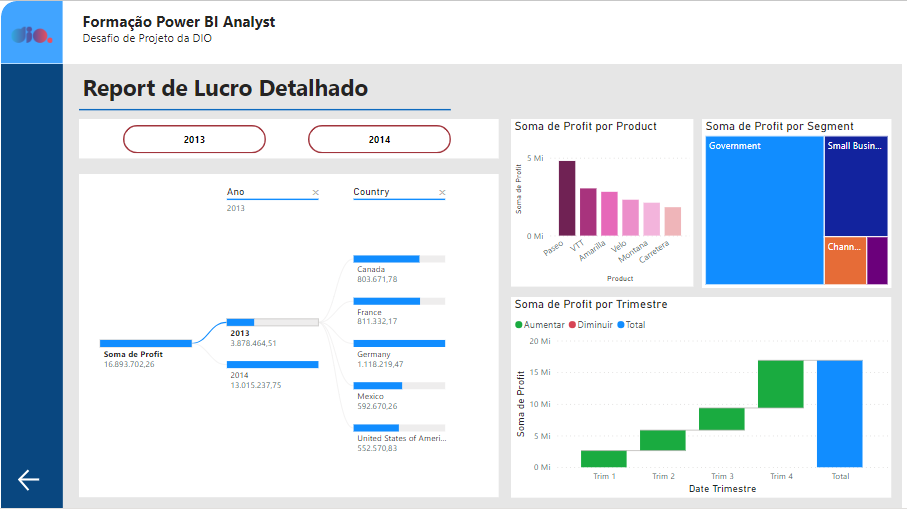 dio.
Formação Power BI Analyst
Desafio de Projeto da DIO
Report de Lucro Detalhado
2013
2014
Ano
2013
Country
Soma de Profit
16.893.702,26
2013
3.878.464,51
2014
13.015.237,75
Canada
803.671,78
France
811.332,17
Germany
1.118.219,47
Mexico
592.670,26
United States of Ameri...
552.570,83
Soma de Profit por Product
Soma de Profit
5 Mi
0 Mi
Paseo
VTT
Amarilla
Velo
Montana
Carretera
Product
Soma de Profit por Segment
Government
Small Busin...
Chann...
Soma de Profit por Trimestre
Aumentar Diminuir Total
Soma de Profit
20 Mi
15 Mi
10 Mi
5 Mi
0 Mi
Trim 1
Trim 2
Trim 3
Trim 4
Total
Date Trimestre